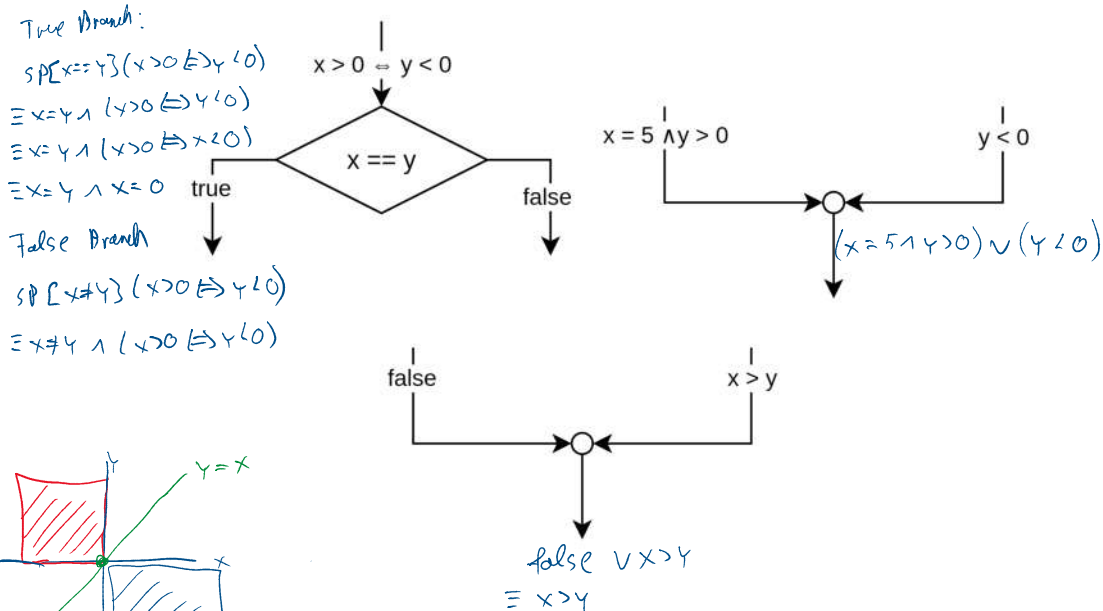 True Branch:
SP⟦x==y⟧(x>0 ⇔ y<0)
≡ x=y ∧ (x>0 ⇔ y<0)
≡ x=y ∧ (x>0 ⇔ x<0)
≡ x=y ∧ x=0
False Branch
SP⟦x≠y⟧(x>0 ⇔ y<0)
≡ x≠y ∧ (x>0 ⇔ y<0)
x > 0 ⇔ y < 0
x == y
true
false
x = 5 ∧y > 0
y < 0
(x=5∧y>0) ∨ (y<0)
false
x > y
false ∨ x>y
≡ x>y
y
y=x
x